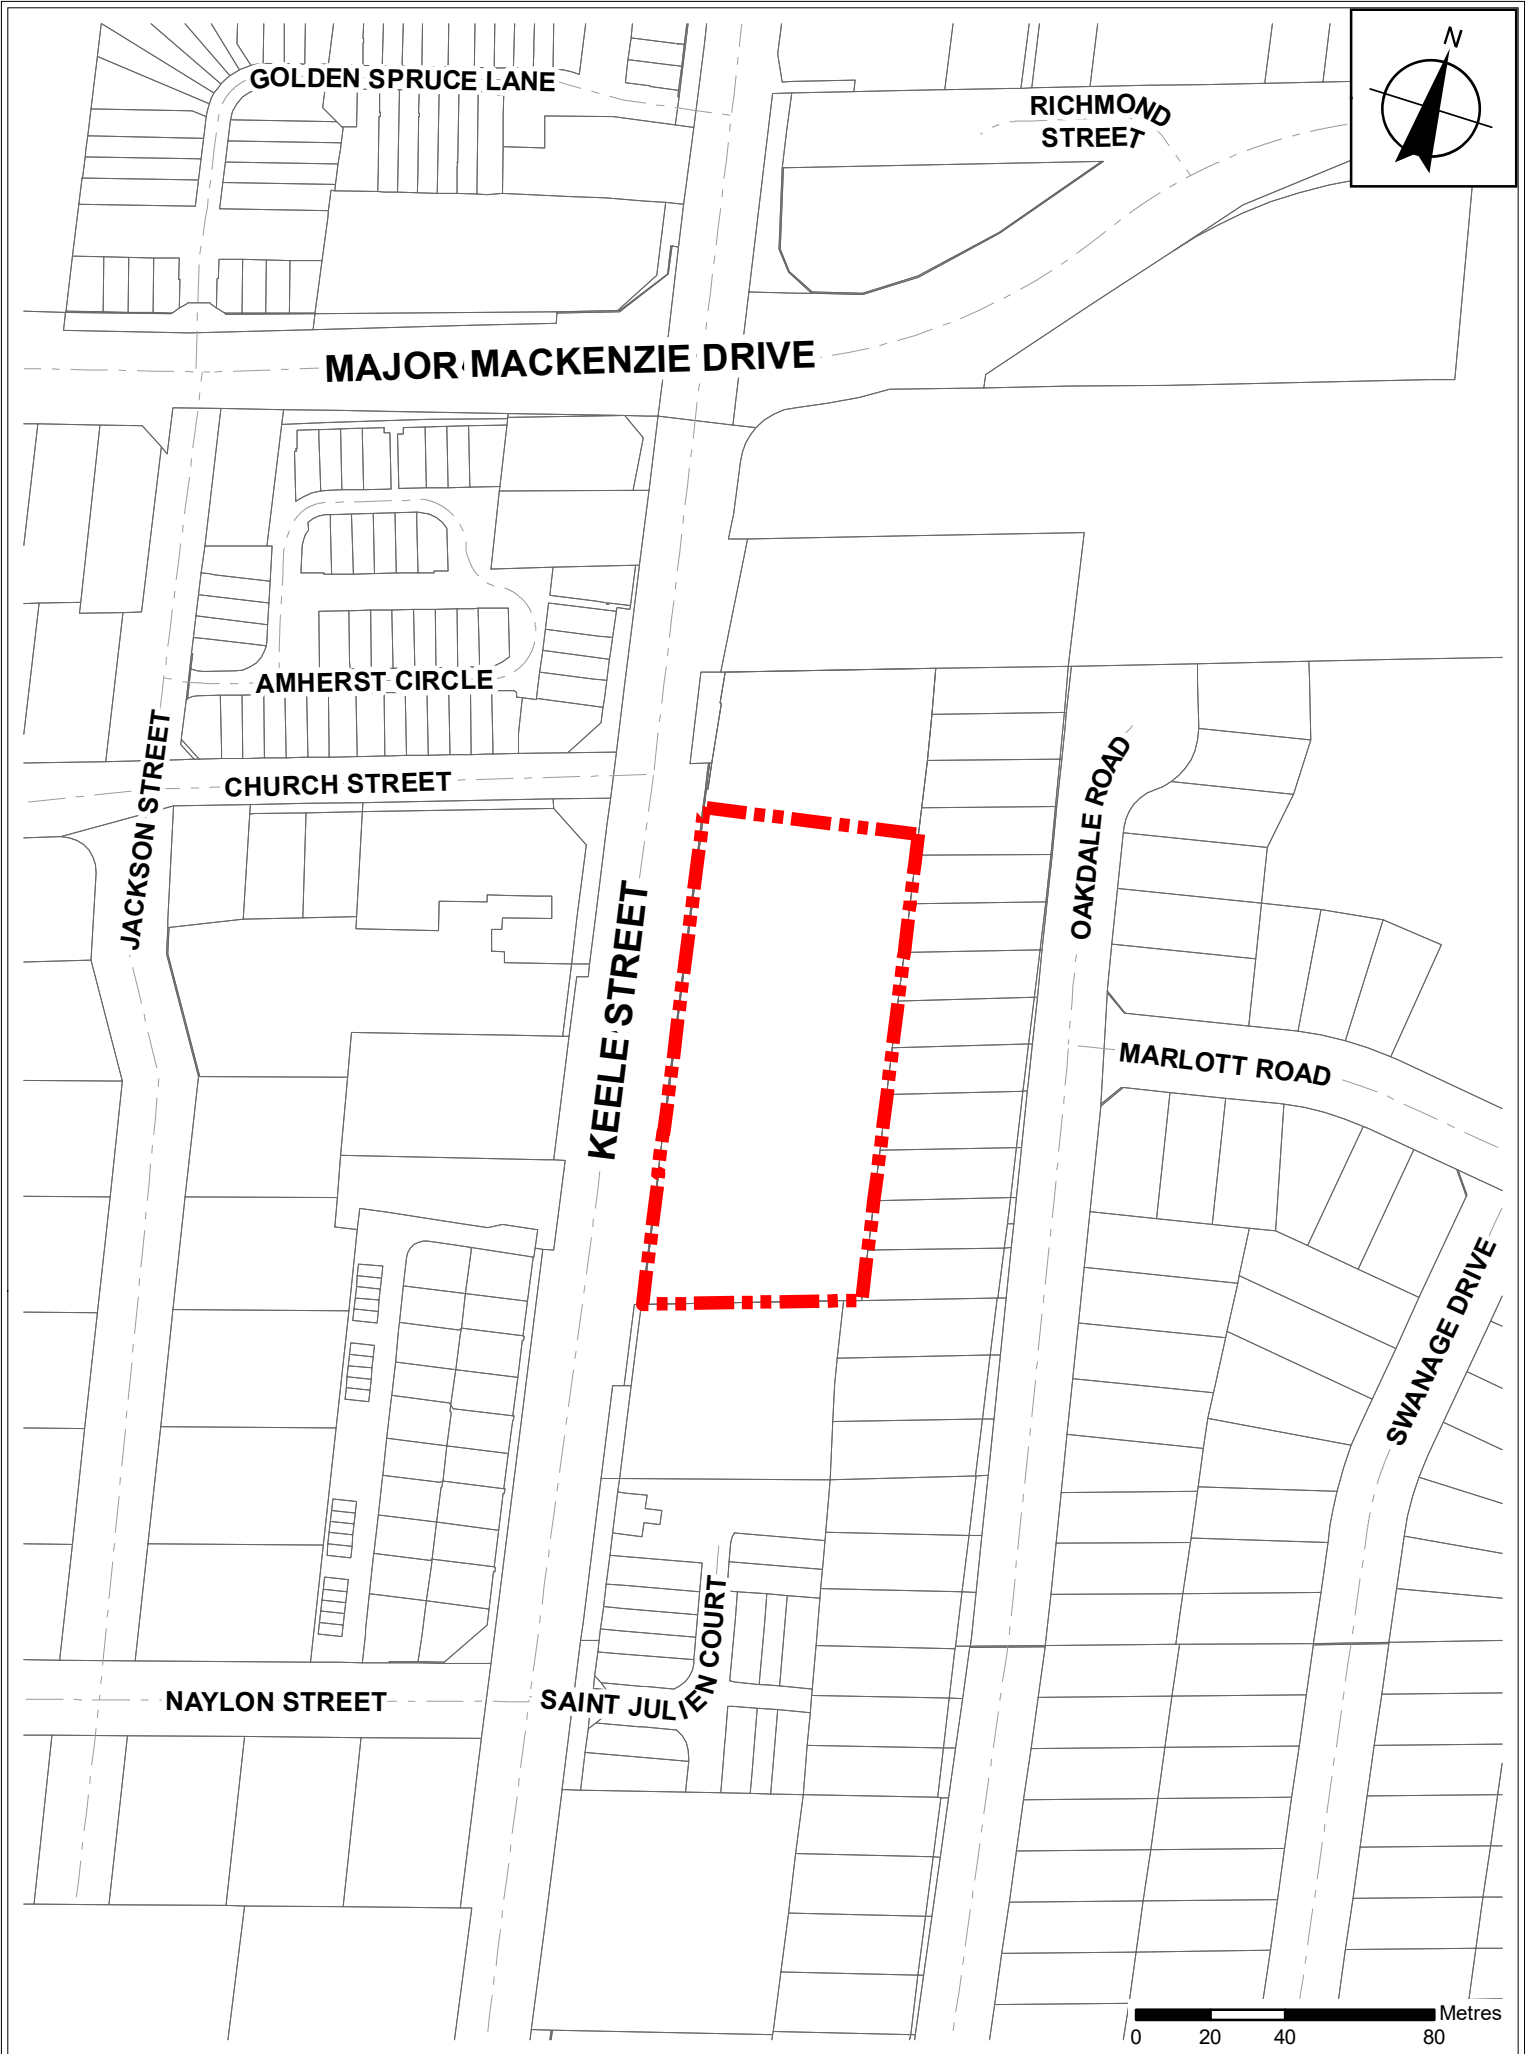 N
GOLDEN SPRUCE LANE
RICHMOND
STREET
MAJOR MACKENZIE DRIVE
AMHERST CIRCLE
JACKSON STREET
CHURCH STREET
OAKDALE ROAD
KEELE STREET
MARLOTT ROAD
SWANAGE DRIVE
NAYLON STREET
SAINT JULIEN COURT
Metres
0 20 40 80